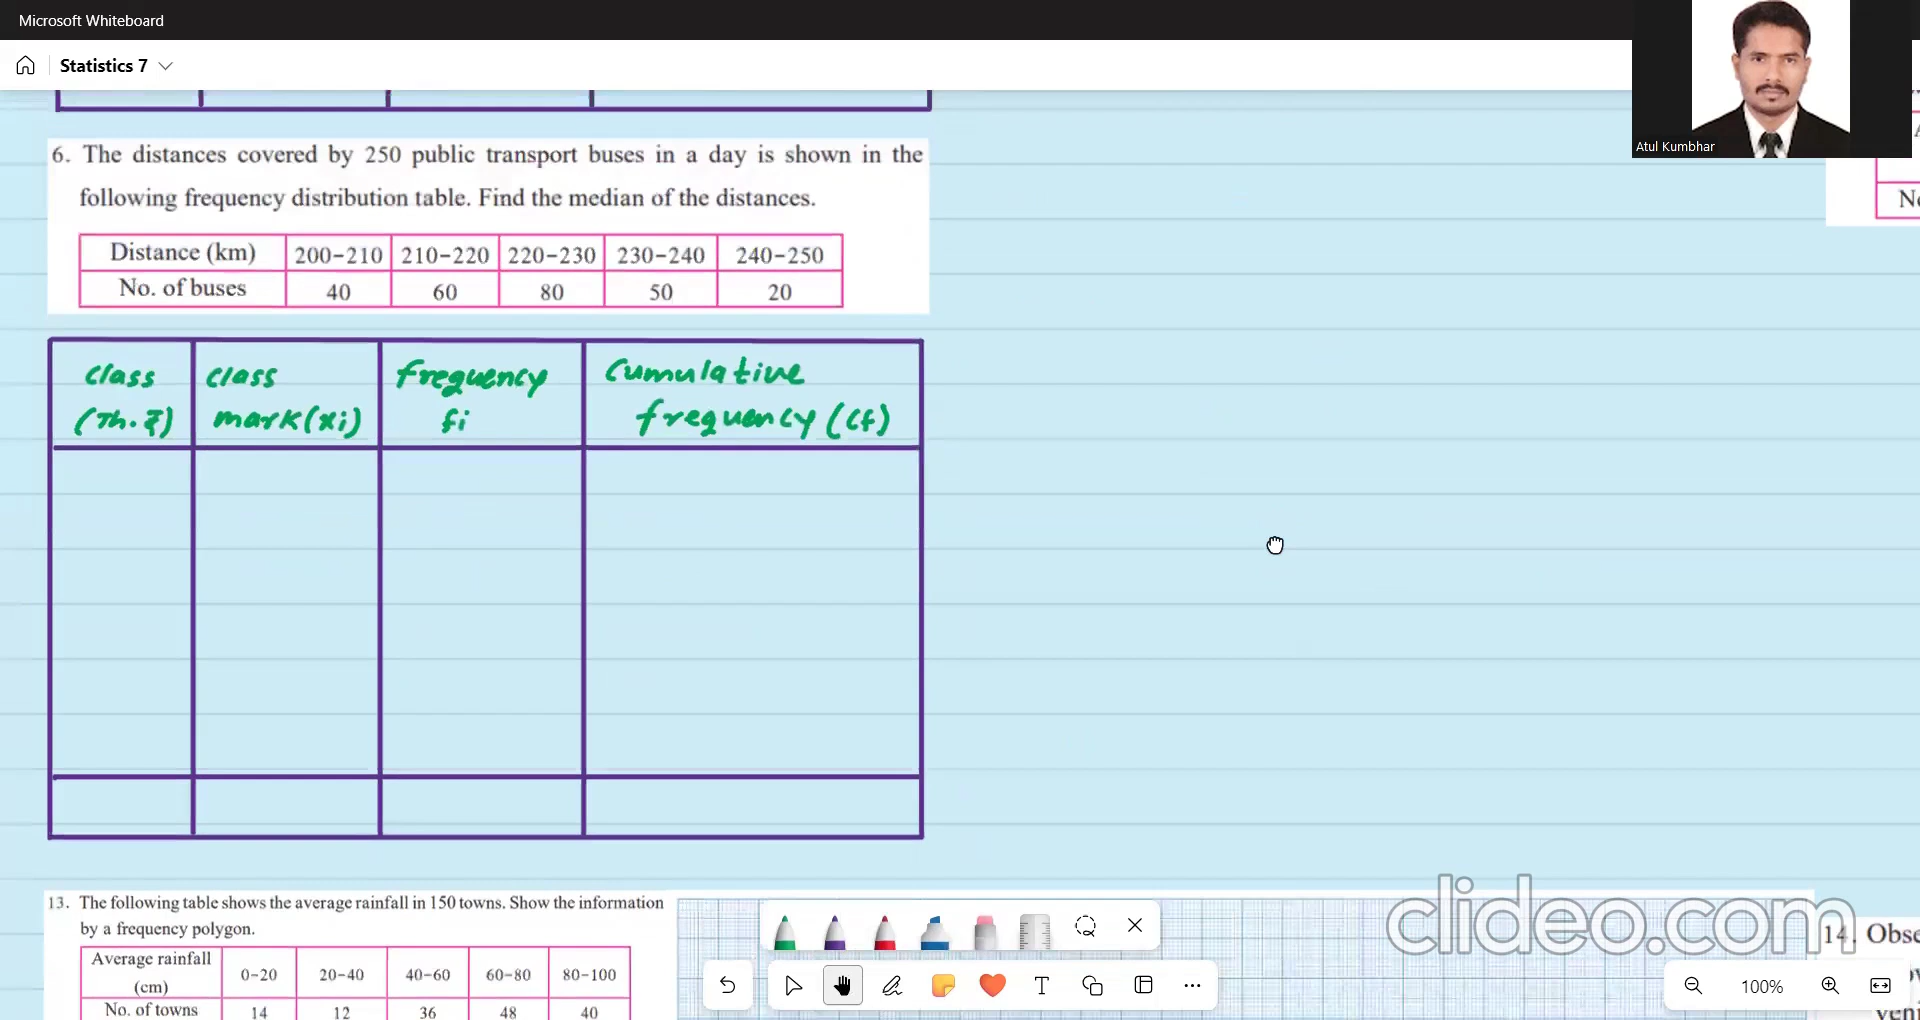 Microsoft Whiteboard
Statistics 7
Atul Kumbhar
6. The distances covered by 250 public transport buses in a day is shown in the
following frequency distribution table. Find the median of the distances.
Distance (km) 200-210 210-220 220-230 230-240 240-250
No. of buses 40 60 80 50 20
class (Th.₹)
class mark(xi)
frequency fi
cumulative frequency (cf)
13. The following table shows the average rainfall in 150 towns. Show the information
by a frequency polygon.
Average rainfall (cm) 0-20 20-40 40-60 60-80 80-100
No. of towns 14 12 36 48 40
clideo.com
14.
100%